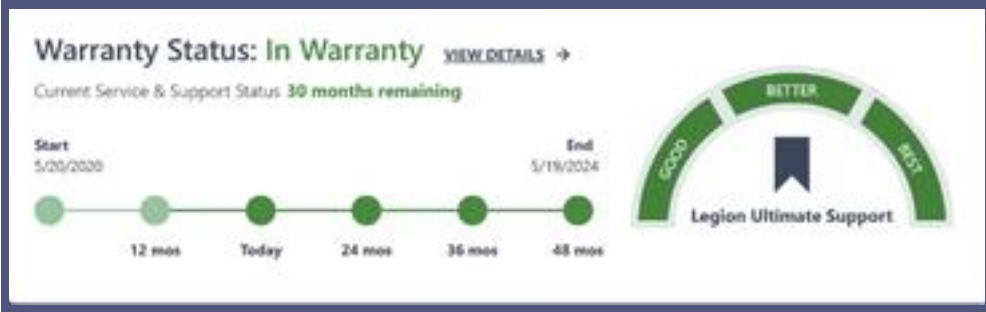 Warranty Status: In Warranty VIEW DETAILS →
Current Service & Support Status 30 months remaining
Start End
5/20/2020 5/19/2024
12 mos Today 24 mos 36 mos 48 mos
GOOD
BETTER
BEST
Legion Ultimate Support